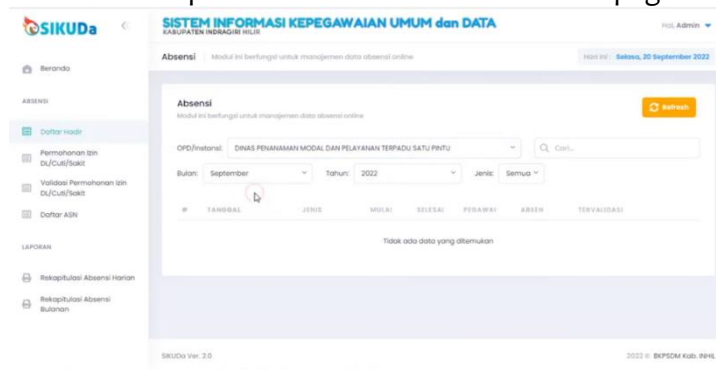 SIKUDa
SISTEM INFORMASI KEPEGAWAIAN UMUM dan DATA
KABUPATEN INDRAGIRI HILIR
Hai, Admin
Absensi
Modul ini berfungsi untuk manajemen data absensi online
Hari ini : Selasa, 20 September 2022
Beranda
ABSENSI
Daftar Hadir
Permohonan Izin
DL/Cuti/Sakit
Validasi Permohonan Izin
DL/Cuti/Sakit
Daftar ASN
LAPORAN
Rekapitulasi Absensi Harian
Rekapitulasi Absensi
Bulanan
Absensi
Modul ini berfungsi untuk manajemen data absensi online
Refresh
OPD/Instansi: DINAS PENANAMAN MODAL DAN PELAYANAN TERPADU SATU PINTU
Cari...
Bulan: September Tahun: 2022 Jenis: Semua
# TANGGAL JENIS MULAI SELESAI PEGAWAI ABSEN TERVALIDASI
Tidak ada data yang ditemukan
SIKUDa Ver. 2.0
2022 © BKPSDM Kab. INHIL